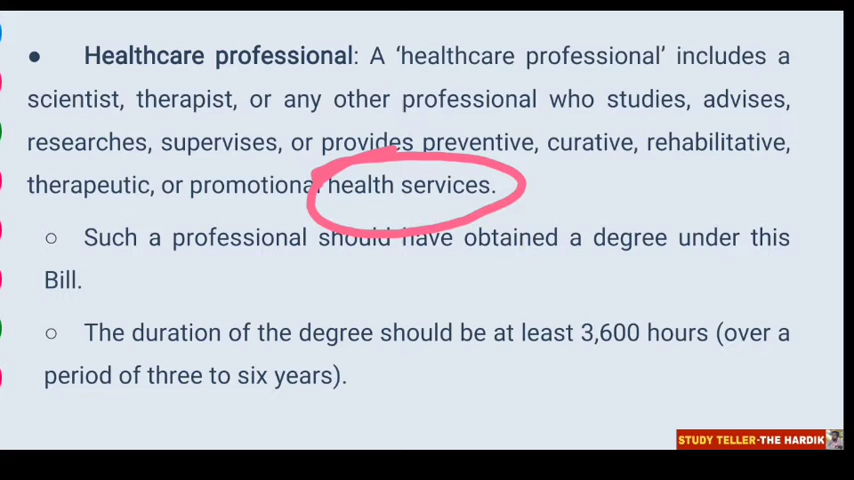 ● Healthcare professional: A ‘healthcare professional’ includes a
scientist, therapist, or any other professional who studies, advises,
researches, supervises, or provides preventive, curative, rehabilitative,
therapeutic, or promotional health services.
○ Such a professional should have obtained a degree under this
Bill.
○ The duration of the degree should be at least 3,600 hours (over a
period of three to six years).
STUDY TELLER-THE HARDIK